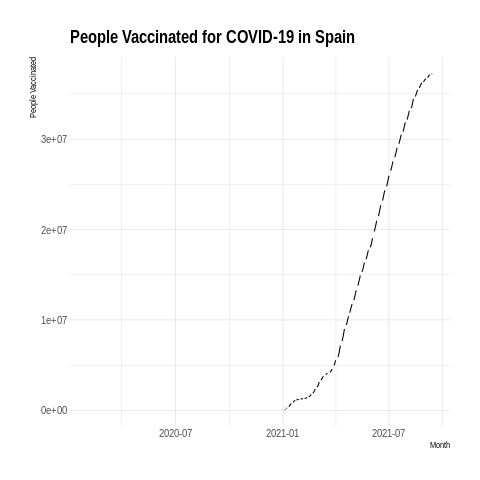 People Vaccinated for COVID-19 in Spain
People Vaccinated
3e+07
2e+07
1e+07
0e+00
2020-07 2021-01 2021-07
Month